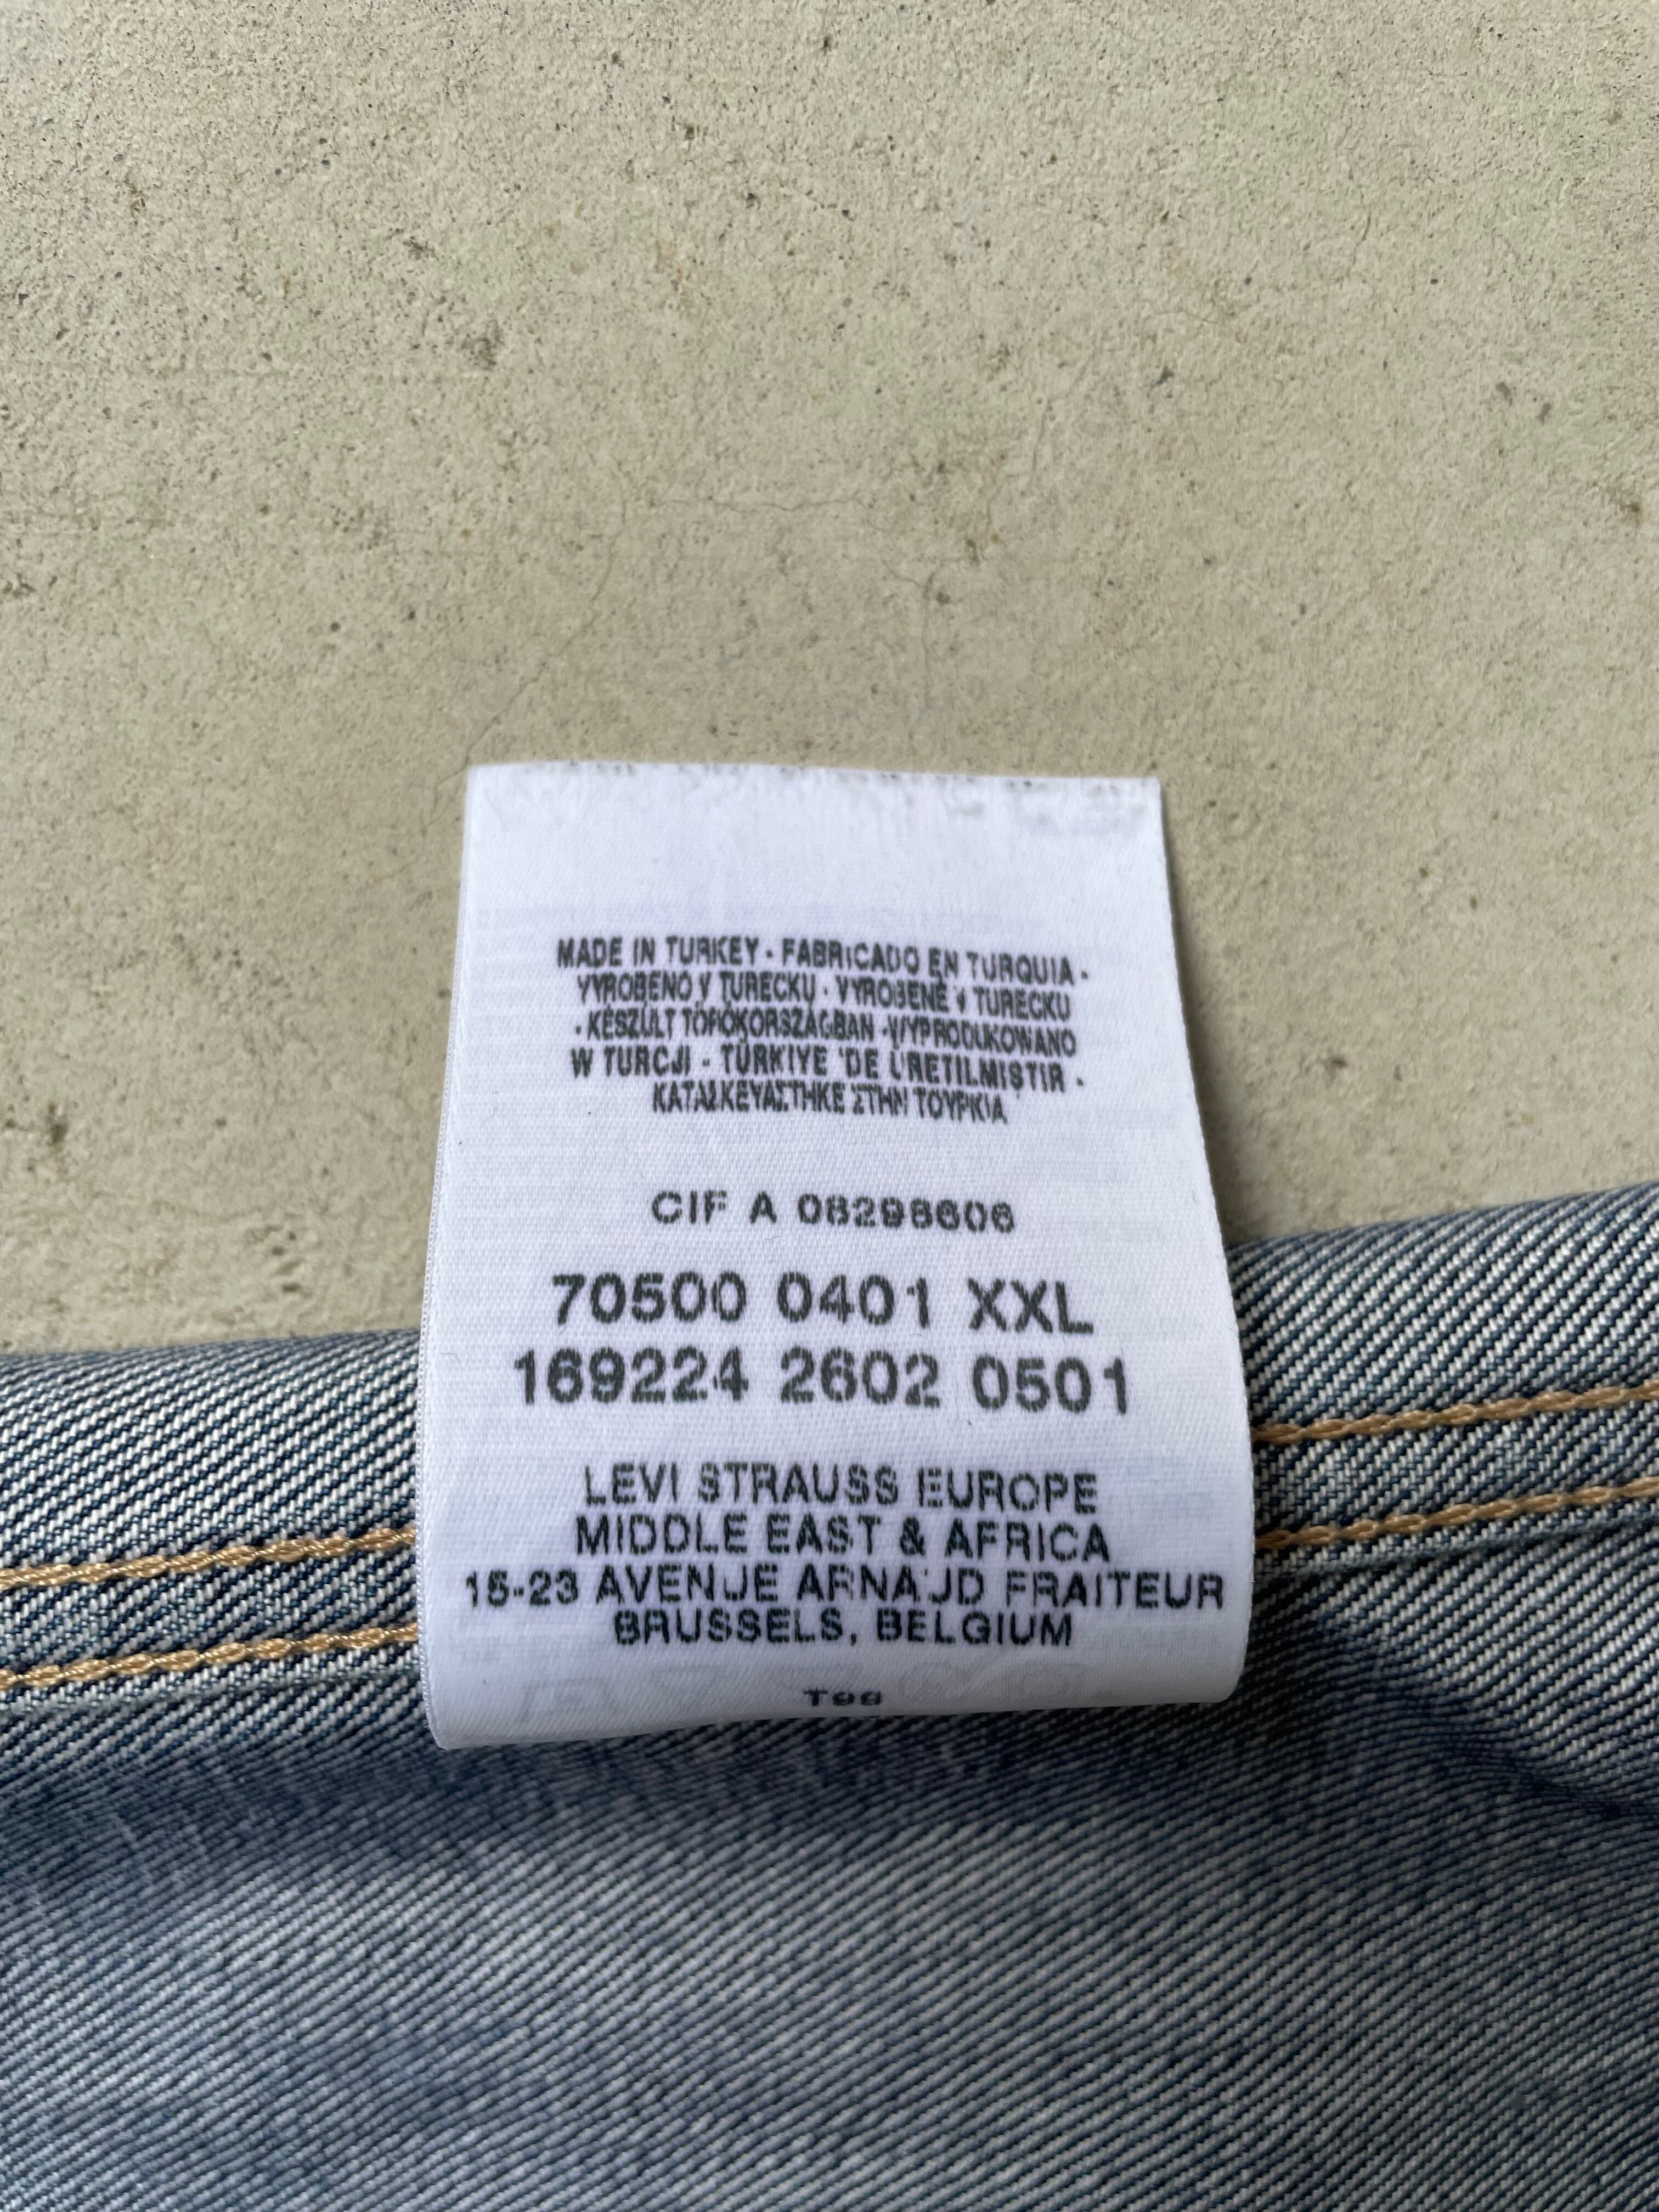 MADE IN TURKEY · FABRICADO EN TURQUIA ·
VYROBENO V TURECKU · VYROBENÉ V TURECKU
· KÉSZÜLT TÖRÖKORSZÁGBAN · WYPRODUKOWANO
W TURCJI · TÜRKIYE 'DE ÜRETILMISTIR ·
ΚΑΤΑΣΚΕΥΑΣΤΗΚΕ ΣΤΗΝ ΤΟΥΡΚΙΑ
CIF A 08298606
70500 0401 XXL
169224 2602 0501
LEVI STRAUSS EUROPE
MIDDLE EAST & AFRICA
15-23 AVENUE ARNAUD FRAITEUR
BRUSSELS, BELGIUM